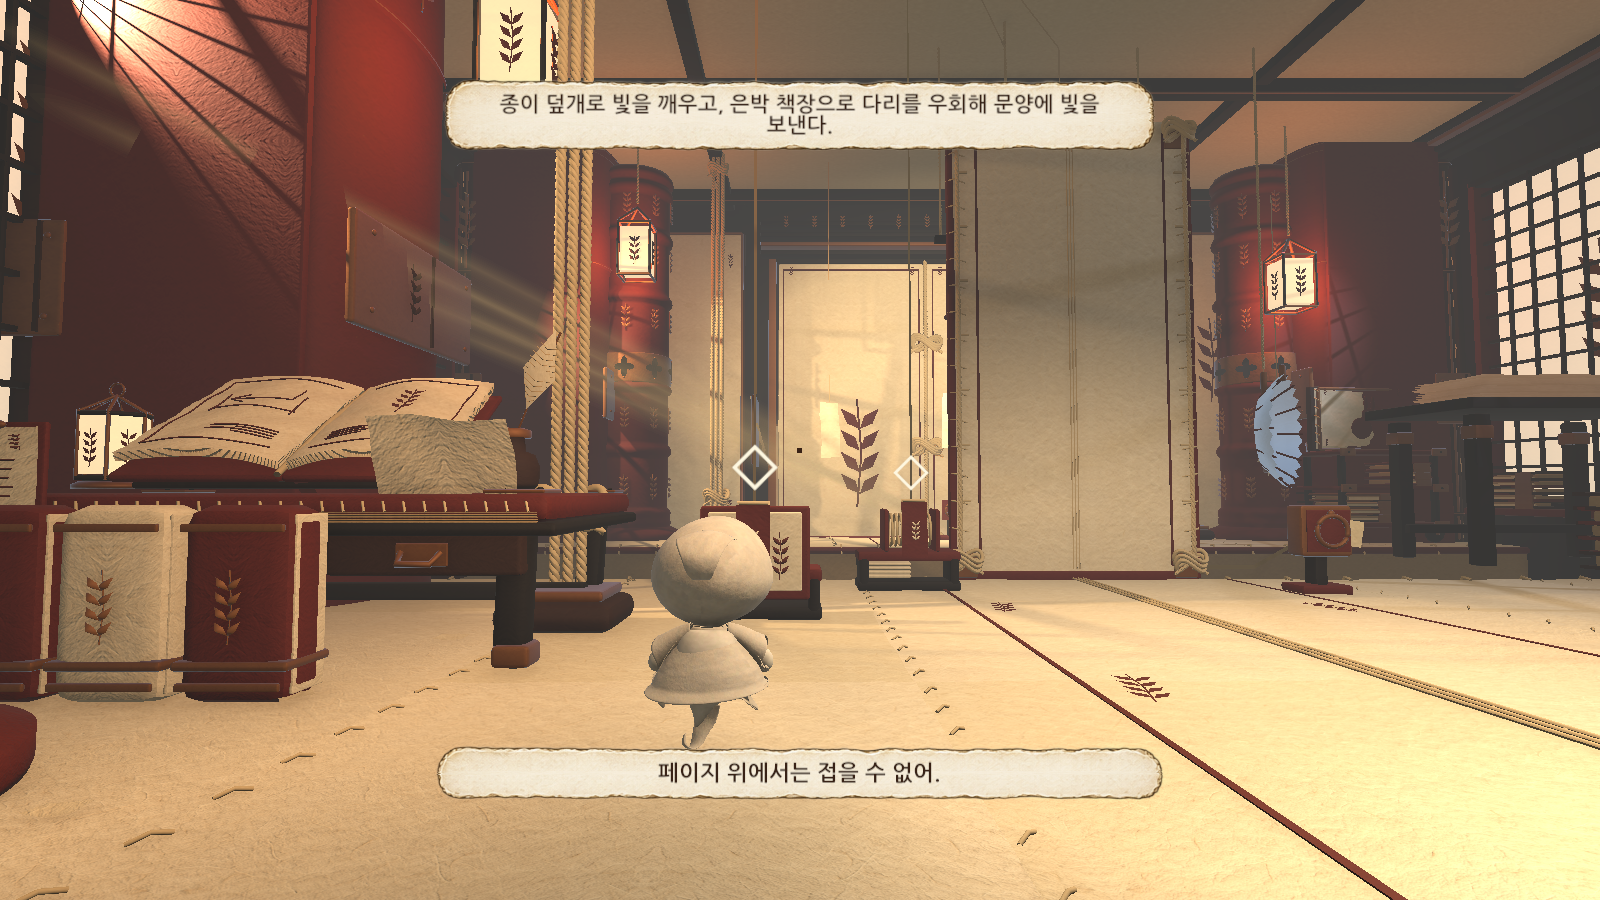 종이 덮개로 빛을 깨우고, 은박 책장으로 다리를 우회해 문양에 빛을
보낸다.
페이지 위에서는 접을 수 없어.